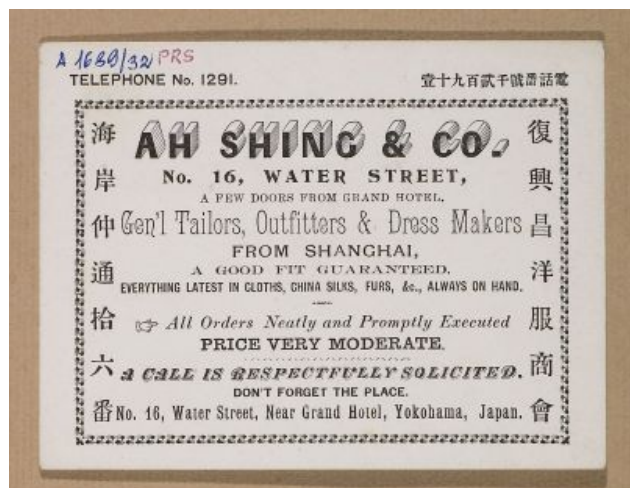 A 1689/32 PRS
TELEPHONE No. 1291.
電話番號千貳百九十壹
復興昌洋服商會
AH SHING & CO.
No. 16, WATER STREET,
A FEW DOORS FROM GRAND HOTEL.
Gen'l Tailors, Outfitters & Dress Makers
FROM SHANGHAI,
A GOOD FIT GUARANTEED.
EVERYTHING LATEST IN CLOTHS, CHINA SILKS, FURS, &c., ALWAYS ON HAND.
☞ All Orders Neatly and Promptly Executed
PRICE VERY MODERATE.
A CALL IS RESPECTFULLY SOLICITED.
DON'T FORGET THE PLACE.
No. 16, Water Street, Near Grand Hotel, Yokohama, Japan.
海岸仲通拾六番